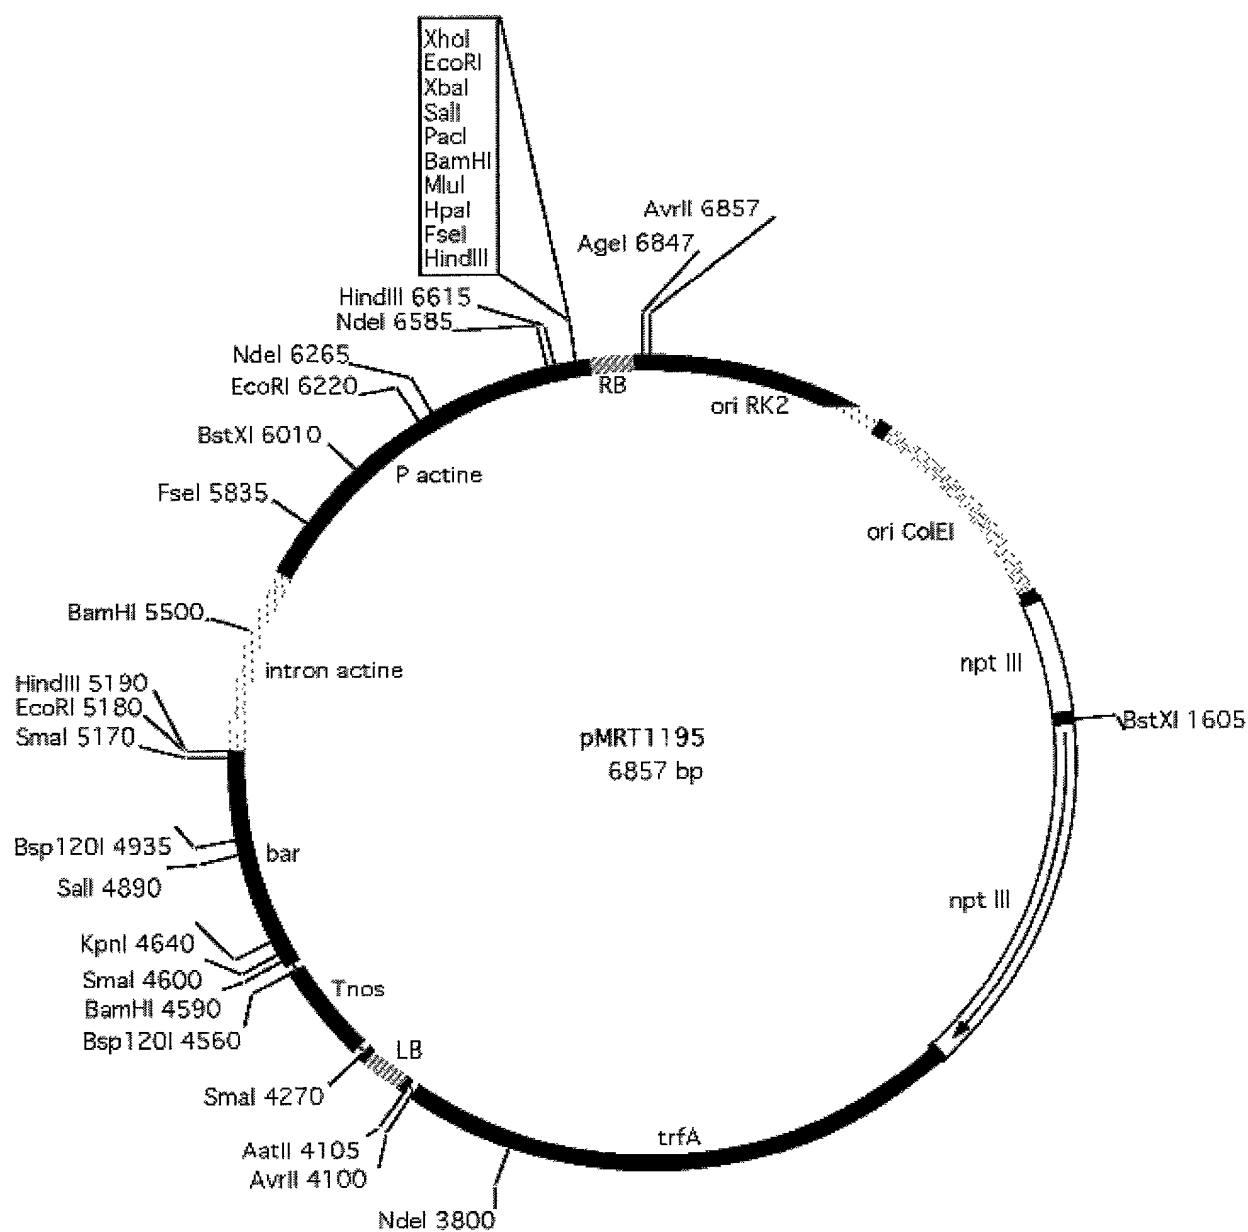 XhoI
EcoRI
XbaI
SalI
PacI
BamHI
MluI
HpaI
FseI
HindIII
AvrII 6857
AgeI 6847
HindIII 6615
NdeI 6585
NdeI 6265
EcoRI 6220
RB
ori RK2
BstXI 6010
P actine
FseI 5835
ori ColEI
BamHI 5500
intron actine
npt III
HindIII 5190
EcoRI 5180
SmaI 5170
BstXI 1605
pMRT1195
6857 bp
Bsp120I 4935
bar
SalI 4890
npt III
KpnI 4640
SmaI 4600
BamHI 4590
Bsp120I 4560
Tnos
LB
SmaI 4270
trfA
AatII 4105
AvrII 4100
NdeI 3800